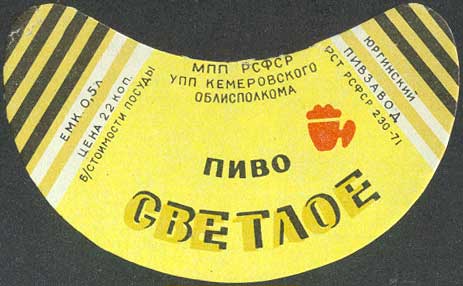 МПП РСФСР
УПП КЕМЕРОВСКОГО
ОБЛИСПОЛКОМА
ЕМК. 0,5 л
ЦЕНА 22 КОП.
Б/СТОИМОСТИ ПОСУДЫ
ЮРГИНСКИЙ
ПИВЗАВОД
РСТ РСФСР 230-71
ПИВО
СВЕТЛОЕ